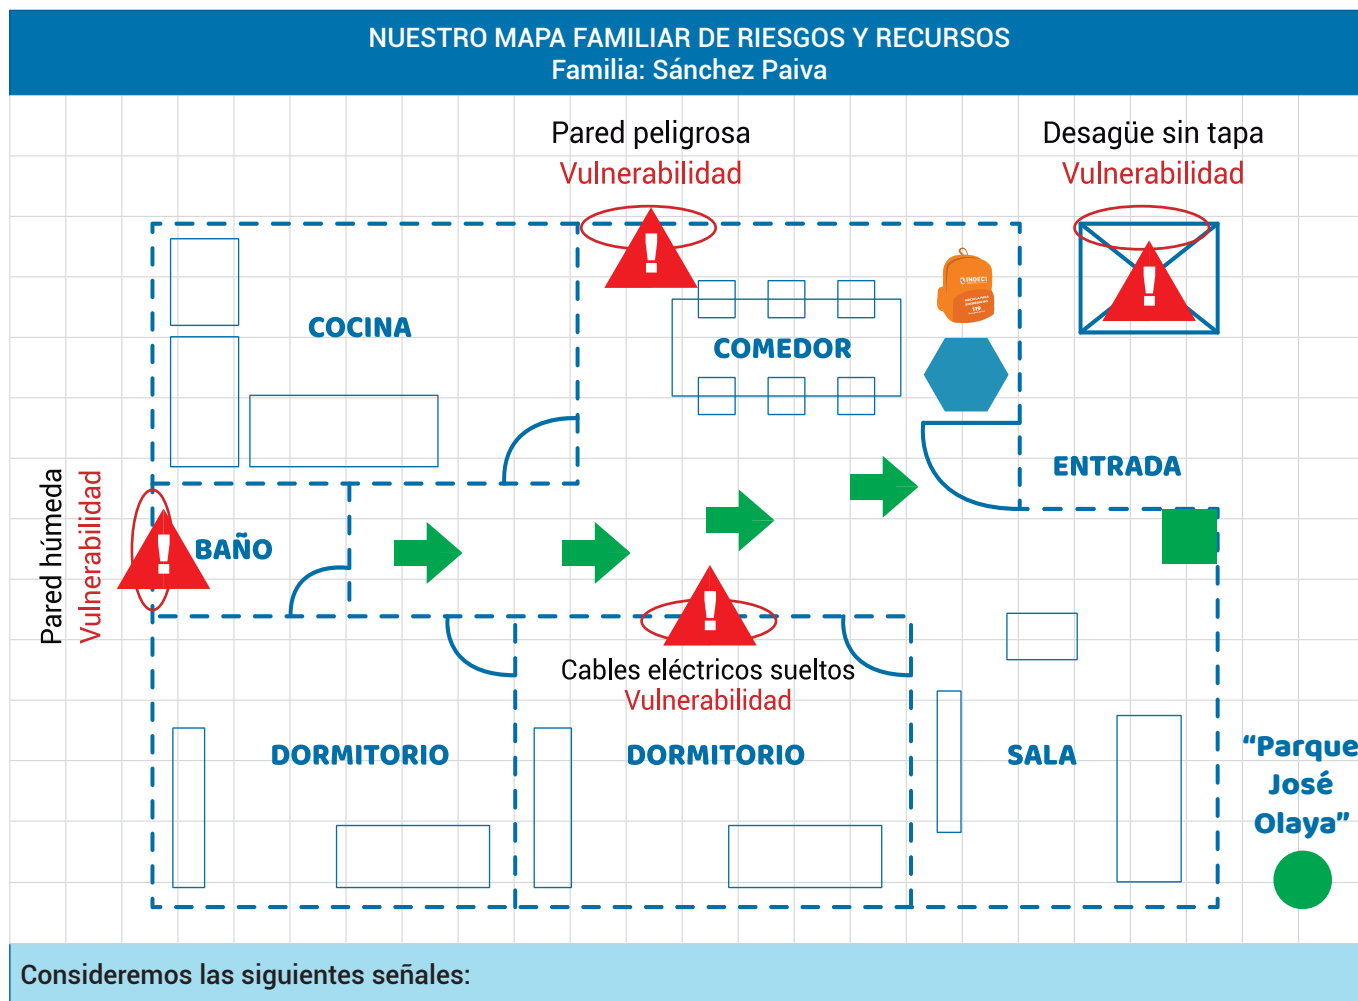 NUESTRO MAPA FAMILIAR DE RIESGOS Y RECURSOS
Familia: Sánchez Paiva
Pared peligrosa
Vulnerabilidad
Desagüe sin tapa
Vulnerabilidad
!
!
INDECI
COCINA
COMEDOR
ENTRADA
Pared húmeda
Vulnerabilidad
!
BAÑO
!
Cables eléctricos sueltos
Vulnerabilidad
DORMITORIO
DORMITORIO
SALA
“Parque
José
Olaya”
Consideremos las siguientes señales: